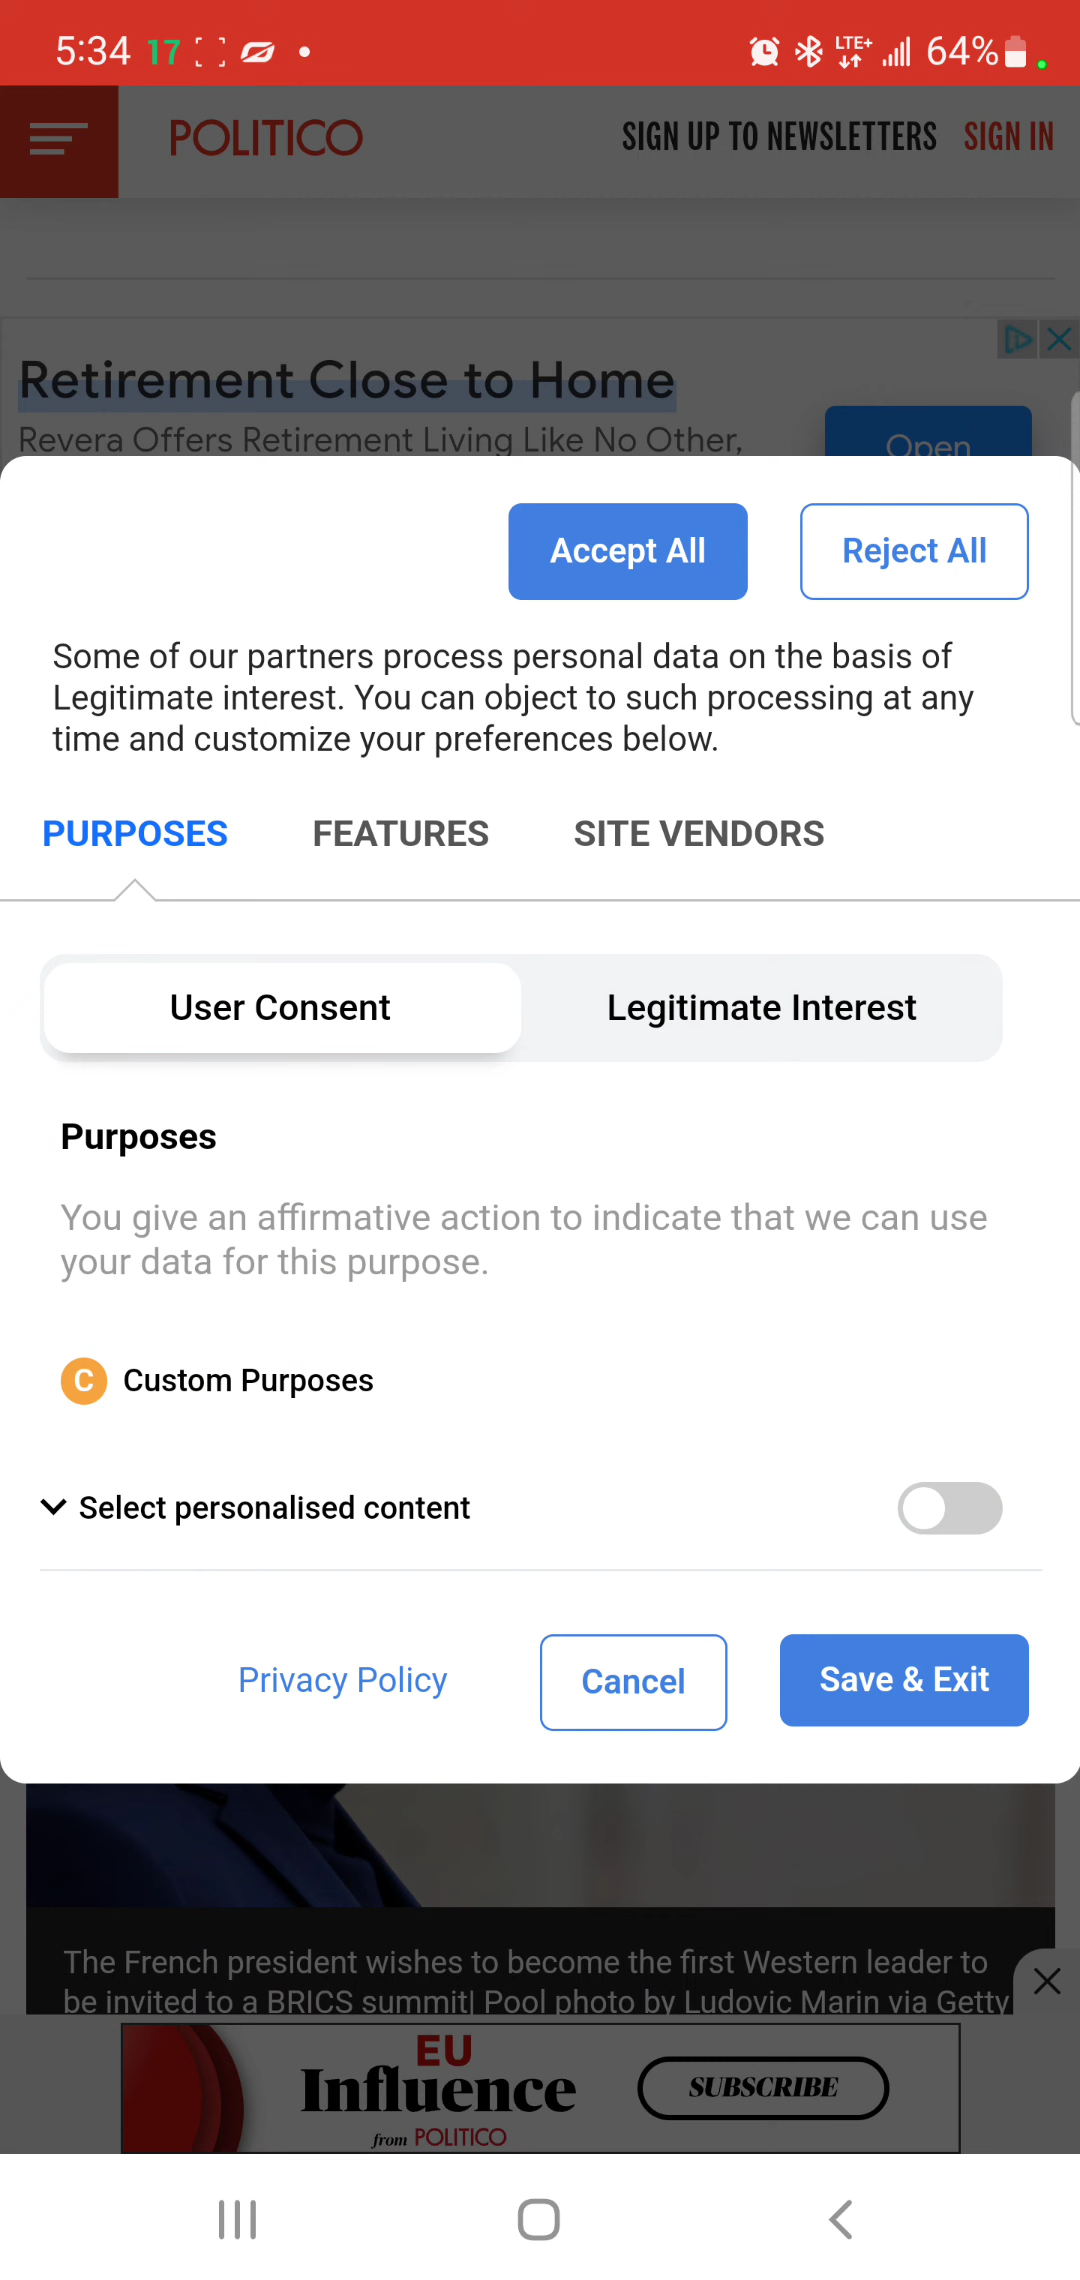 5:34 17 LTE+ 64%
POLITICO SIGN UP TO NEWSLETTERS SIGN IN
Retirement Close to Home
Revera Offers Retirement Living Like No Other,
Open
Accept All Reject All
Some of our partners process personal data on the basis of
Legitimate interest. You can object to such processing at any
time and customize your preferences below.
PURPOSES FEATURES SITE VENDORS
User Consent Legitimate Interest
Purposes
You give an affirmative action to indicate that we can use
your data for this purpose.
C Custom Purposes
Select personalised content
Privacy Policy Cancel Save & Exit
The French president wishes to become the first Western leader to
be invited to a BRICS summit| Pool photo by Ludovic Marin via Getty
EU
Influence
from POLITICO
SUBSCRIBE